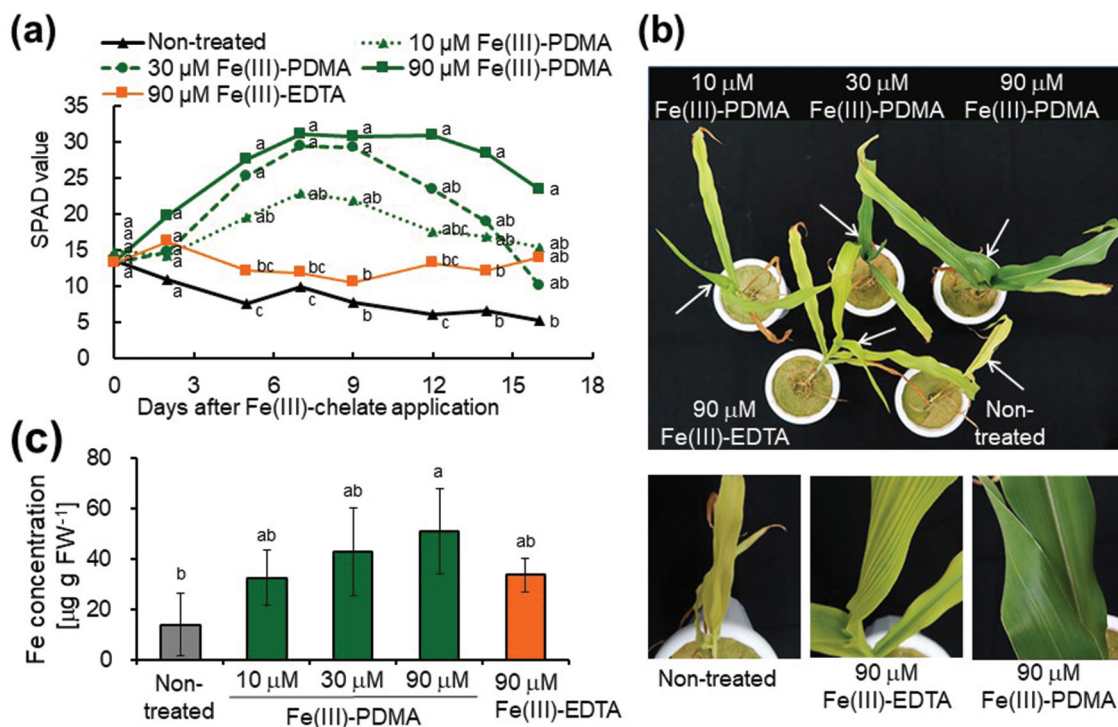 (a)
Non-treated
10 µM Fe(III)-PDMA
30 µM Fe(III)-PDMA
90 µM Fe(III)-PDMA
90 µM Fe(III)-EDTA
SPAD value
35
30
25
20
15
10
5
0
a
a
a
a
a
a
a
a
a
a
a
a
ab
bc
c
a
a
ab
bc
c
a
a
ab
b
b
a
ab
abc
bc
c
a
ab
ab
b
b
a
ab
ab
ab
b
0 3 6 9 12 15 18
Days after Fe(III)-chelate application
(b)
10 µM
Fe(III)-PDMA
30 µM
Fe(III)-PDMA
90 µM
Fe(III)-PDMA
90 µM
Fe(III)-EDTA
Non-
treated
Non-treated
90 µM
Fe(III)-EDTA
90 µM
Fe(III)-PDMA
(c)
Fe concentration
[µg g FW⁻¹]
80
60
40
20
0
b
ab
ab
a
ab
Non-
treated
10 µM 30 µM 90 µM
Fe(III)-PDMA
90 µM
Fe(III)-EDTA